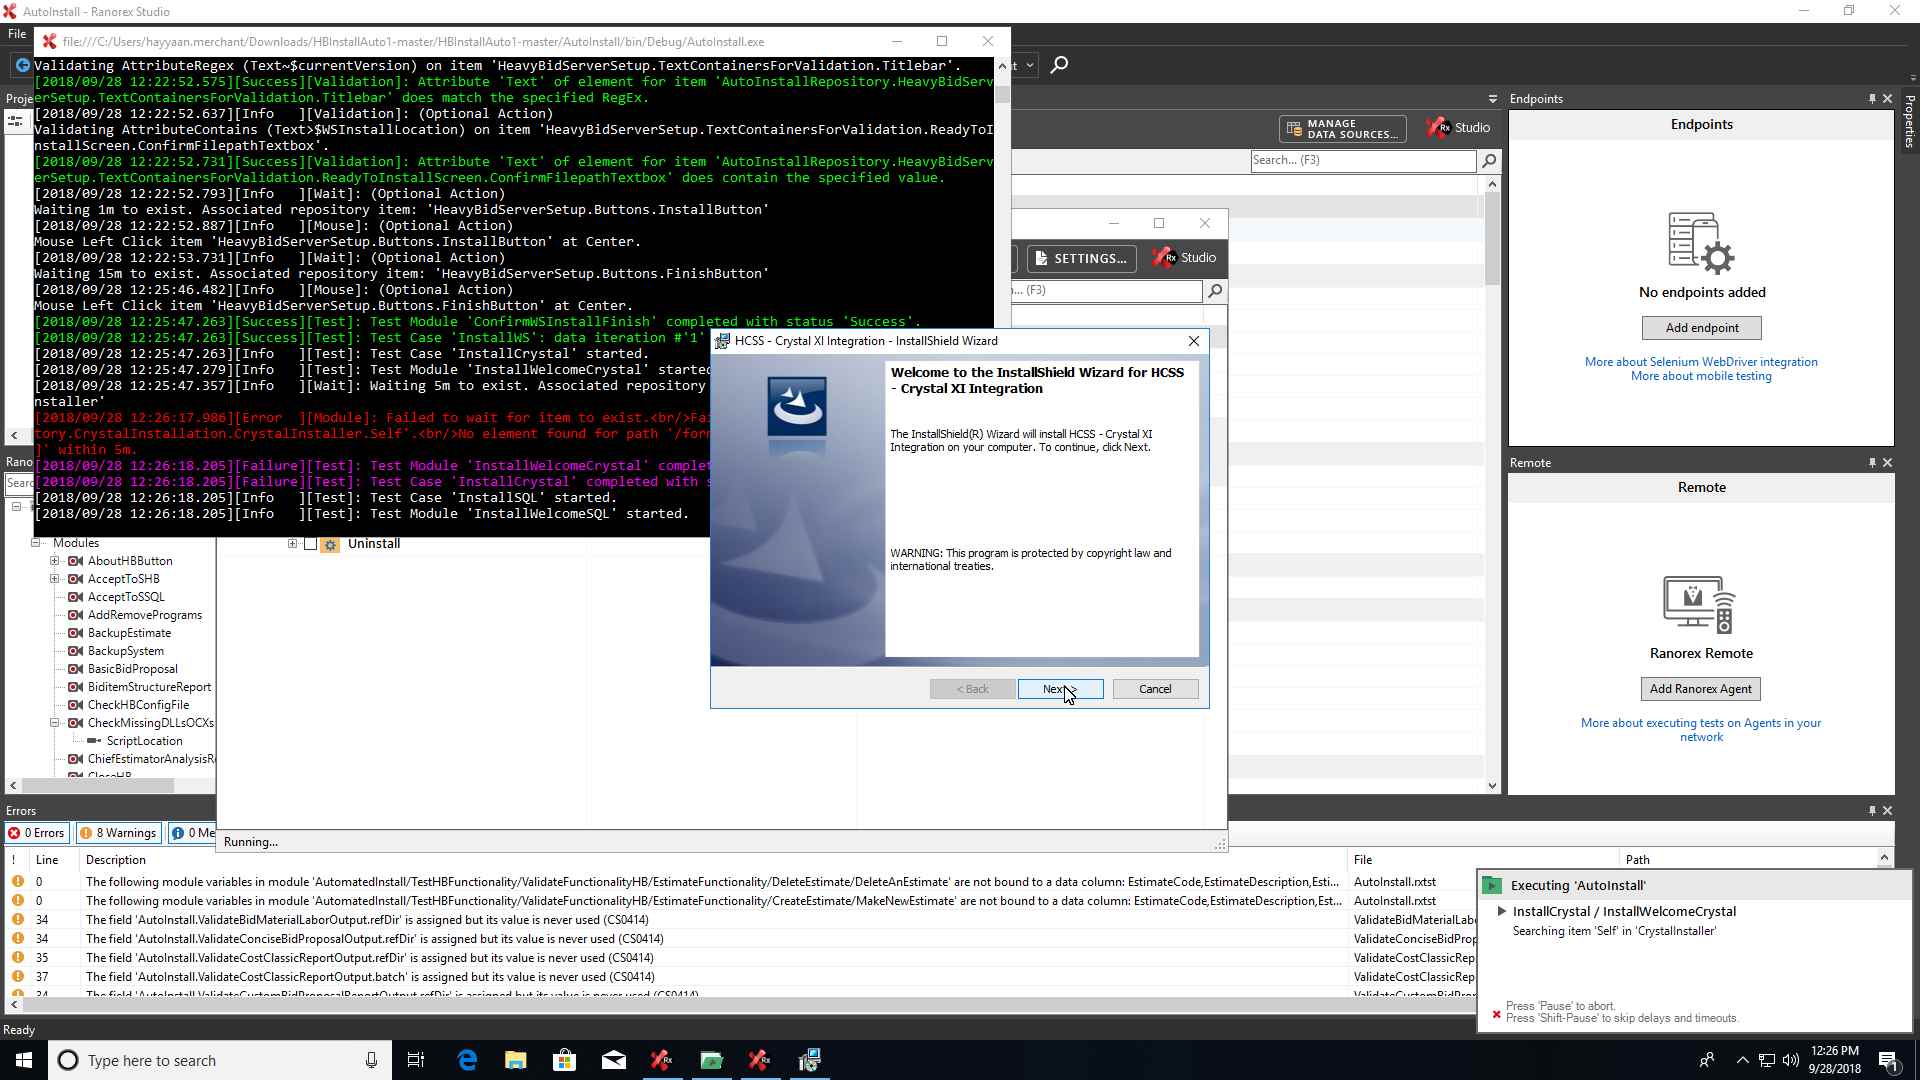 AutoInstall - Ranorex Studio
File
file:///C:/Users/hayyaan.merchant/Downloads/HBInstallAuto1-master/HBInstallAuto1-master/AutoInstall/bin/Debug/AutoInstall.exe
Validating AttributeRegex (Text~$currentVersion) on item 'HeavyBidServerSetup.TextContainersForValidation.Titlebar'.
[2018/09/28 12:22:52.575][Success][Validation]: Attribute 'Text' of element for item 'AutoInstallRepository.HeavyBidServ
erSetup.TextContainersForValidation.Titlebar' does match the specified RegEx.
[2018/09/28 12:22:52.637][Info   ][Validation]: (Optional Action)
Validating AttributeContains (Text>$WSInstallLocation) on item 'HeavyBidServerSetup.TextContainersForValidation.ReadyToI
nstallScreen.ConfirmFilepathTextbox'.
[2018/09/28 12:22:52.731][Success][Validation]: Attribute 'Text' of element for item 'AutoInstallRepository.HeavyBidServ
erSetup.TextContainersForValidation.ReadyToInstallScreen.ConfirmFilepathTextbox' does contain the specified value.
[2018/09/28 12:22:52.793][Info   ][Wait]: (Optional Action)
Waiting 1m to exist. Associated repository item: 'HeavyBidServerSetup.Buttons.InstallButton'
[2018/09/28 12:22:52.887][Info   ][Mouse]: (Optional Action)
Mouse Left Click item 'HeavyBidServerSetup.Buttons.InstallButton' at Center.
[2018/09/28 12:22:53.731][Info   ][Wait]: (Optional Action)
Waiting 15m to exist. Associated repository item: 'HeavyBidServerSetup.Buttons.FinishButton'
[2018/09/28 12:25:46.482][Info   ][Mouse]: (Optional Action)
Mouse Left Click item 'HeavyBidServerSetup.Buttons.FinishButton' at Center.
[2018/09/28 12:25:47.263][Success][Test]: Test Module 'ConfirmWSInstallFinish' completed with status 'Success'.
[2018/09/28 12:25:47.263][Success][Test]: Test Case 'InstallWS': data iteration #'1'
[2018/09/28 12:25:47.263][Info   ][Test]: Test Case 'InstallCrystal' started.
[2018/09/28 12:25:47.279][Info   ][Test]: Test Module 'InstallWelcomeCrystal' started
[2018/09/28 12:25:47.357][Info   ][Wait]: Waiting 5m to exist. Associated repository
nstaller'
[2018/09/28 12:26:17.986][Error  ][Module]: Failed to wait for item to exist.<br/>Fai
tory.CrystalInstallation.CrystalInstaller.Self'.<br/>No element found for path '/form
]' within 5m.
[2018/09/28 12:26:18.205][Failure][Test]: Test Module 'InstallWelcomeCrystal' complet
[2018/09/28 12:26:18.205][Failure][Test]: Test Case 'InstallCrystal' completed with s
[2018/09/28 12:26:18.205][Info   ][Test]: Test Case 'InstallSQL' started.
[2018/09/28 12:26:18.205][Info   ][Test]: Test Module 'InstallWelcomeSQL' started.
Proje
Rano
Sear
MANAGE
DATA SOURCES...
Rx Studio
Search... (F3)
SETTINGS...
Rx Studio
... (F3)
HCSS - Crystal XI Integration - InstallShield Wizard
Welcome to the InstallShield Wizard for HCSS
- Crystal XI Integration
The InstallShield(R) Wizard will install HCSS - Crystal XI
Integration on your computer. To continue, click Next.
WARNING: This program is protected by copyright law and
international treaties.
< Back
Next >
Cancel
Endpoints
Endpoints
No endpoints added
Add endpoint
More about Selenium WebDriver integration
More about mobile testing
Properties
Remote
Remote
Ranorex Remote
Add Ranorex Agent
More about executing tests on Agents in your
network
Modules
AboutHBButton
AcceptToSHB
AcceptToSSQL
AddRemovePrograms
BackupEstimate
BackupSystem
BasicBidProposal
BiditemStructureReport
CheckHBConfigFile
CheckMissingDLLsOCXs
ScriptLocation
ChiefEstimatorAnalysisR
CloseHB
Uninstall
Running...
Errors
0 Errors
8 Warnings
0 Me
! Line Description File Path
0 The following module variables in module 'AutomatedInstall/TestHBFunctionality/ValidateFunctionalityHB/EstimateFunctionality/DeleteEstimate/DeleteAnEstimate' are not bound to a data column: EstimateCode,EstimateDescription,Esti... AutoInstall.rxtst
0 The following module variables in module 'AutomatedInstall/TestHBFunctionality/ValidateFunctionalityHB/EstimateFunctionality/CreateEstimate/MakeNewEstimate' are not bound to a data column: EstimateCode,EstimateDescription,Est... AutoInstall.rxtst
34 The field 'AutoInstall.ValidateBidMaterialLaborOutput.refDir' is assigned but its value is never used (CS0414) ValidateBidMaterialLabo
34 The field 'AutoInstall.ValidateConciseBidProposalOutput.refDir' is assigned but its value is never used (CS0414) ValidateConciseBidProp
35 The field 'AutoInstall.ValidateCostClassicReportOutput.refDir' is assigned but its value is never used (CS0414) ValidateCostClassicRep
37 The field 'AutoInstall.ValidateCostClassicReportOutput.batch' is assigned but its value is never used (CS0414) ValidateCostClassicRep
34 The field 'AutoInstall.ValidateCustomBidProposalReportOutput.refDir' is assigned but its value is never used (CS0414) ValidateCustomBidProp
Executing 'AutoInstall'
InstallCrystal / InstallWelcomeCrystal
Searching item 'Self' in 'CrystalInstaller'
Press 'Pause' to abort.
Press 'Shift-Pause' to skip delays and timeouts.
Ready
Type here to search
12:26 PM
9/28/2018
1